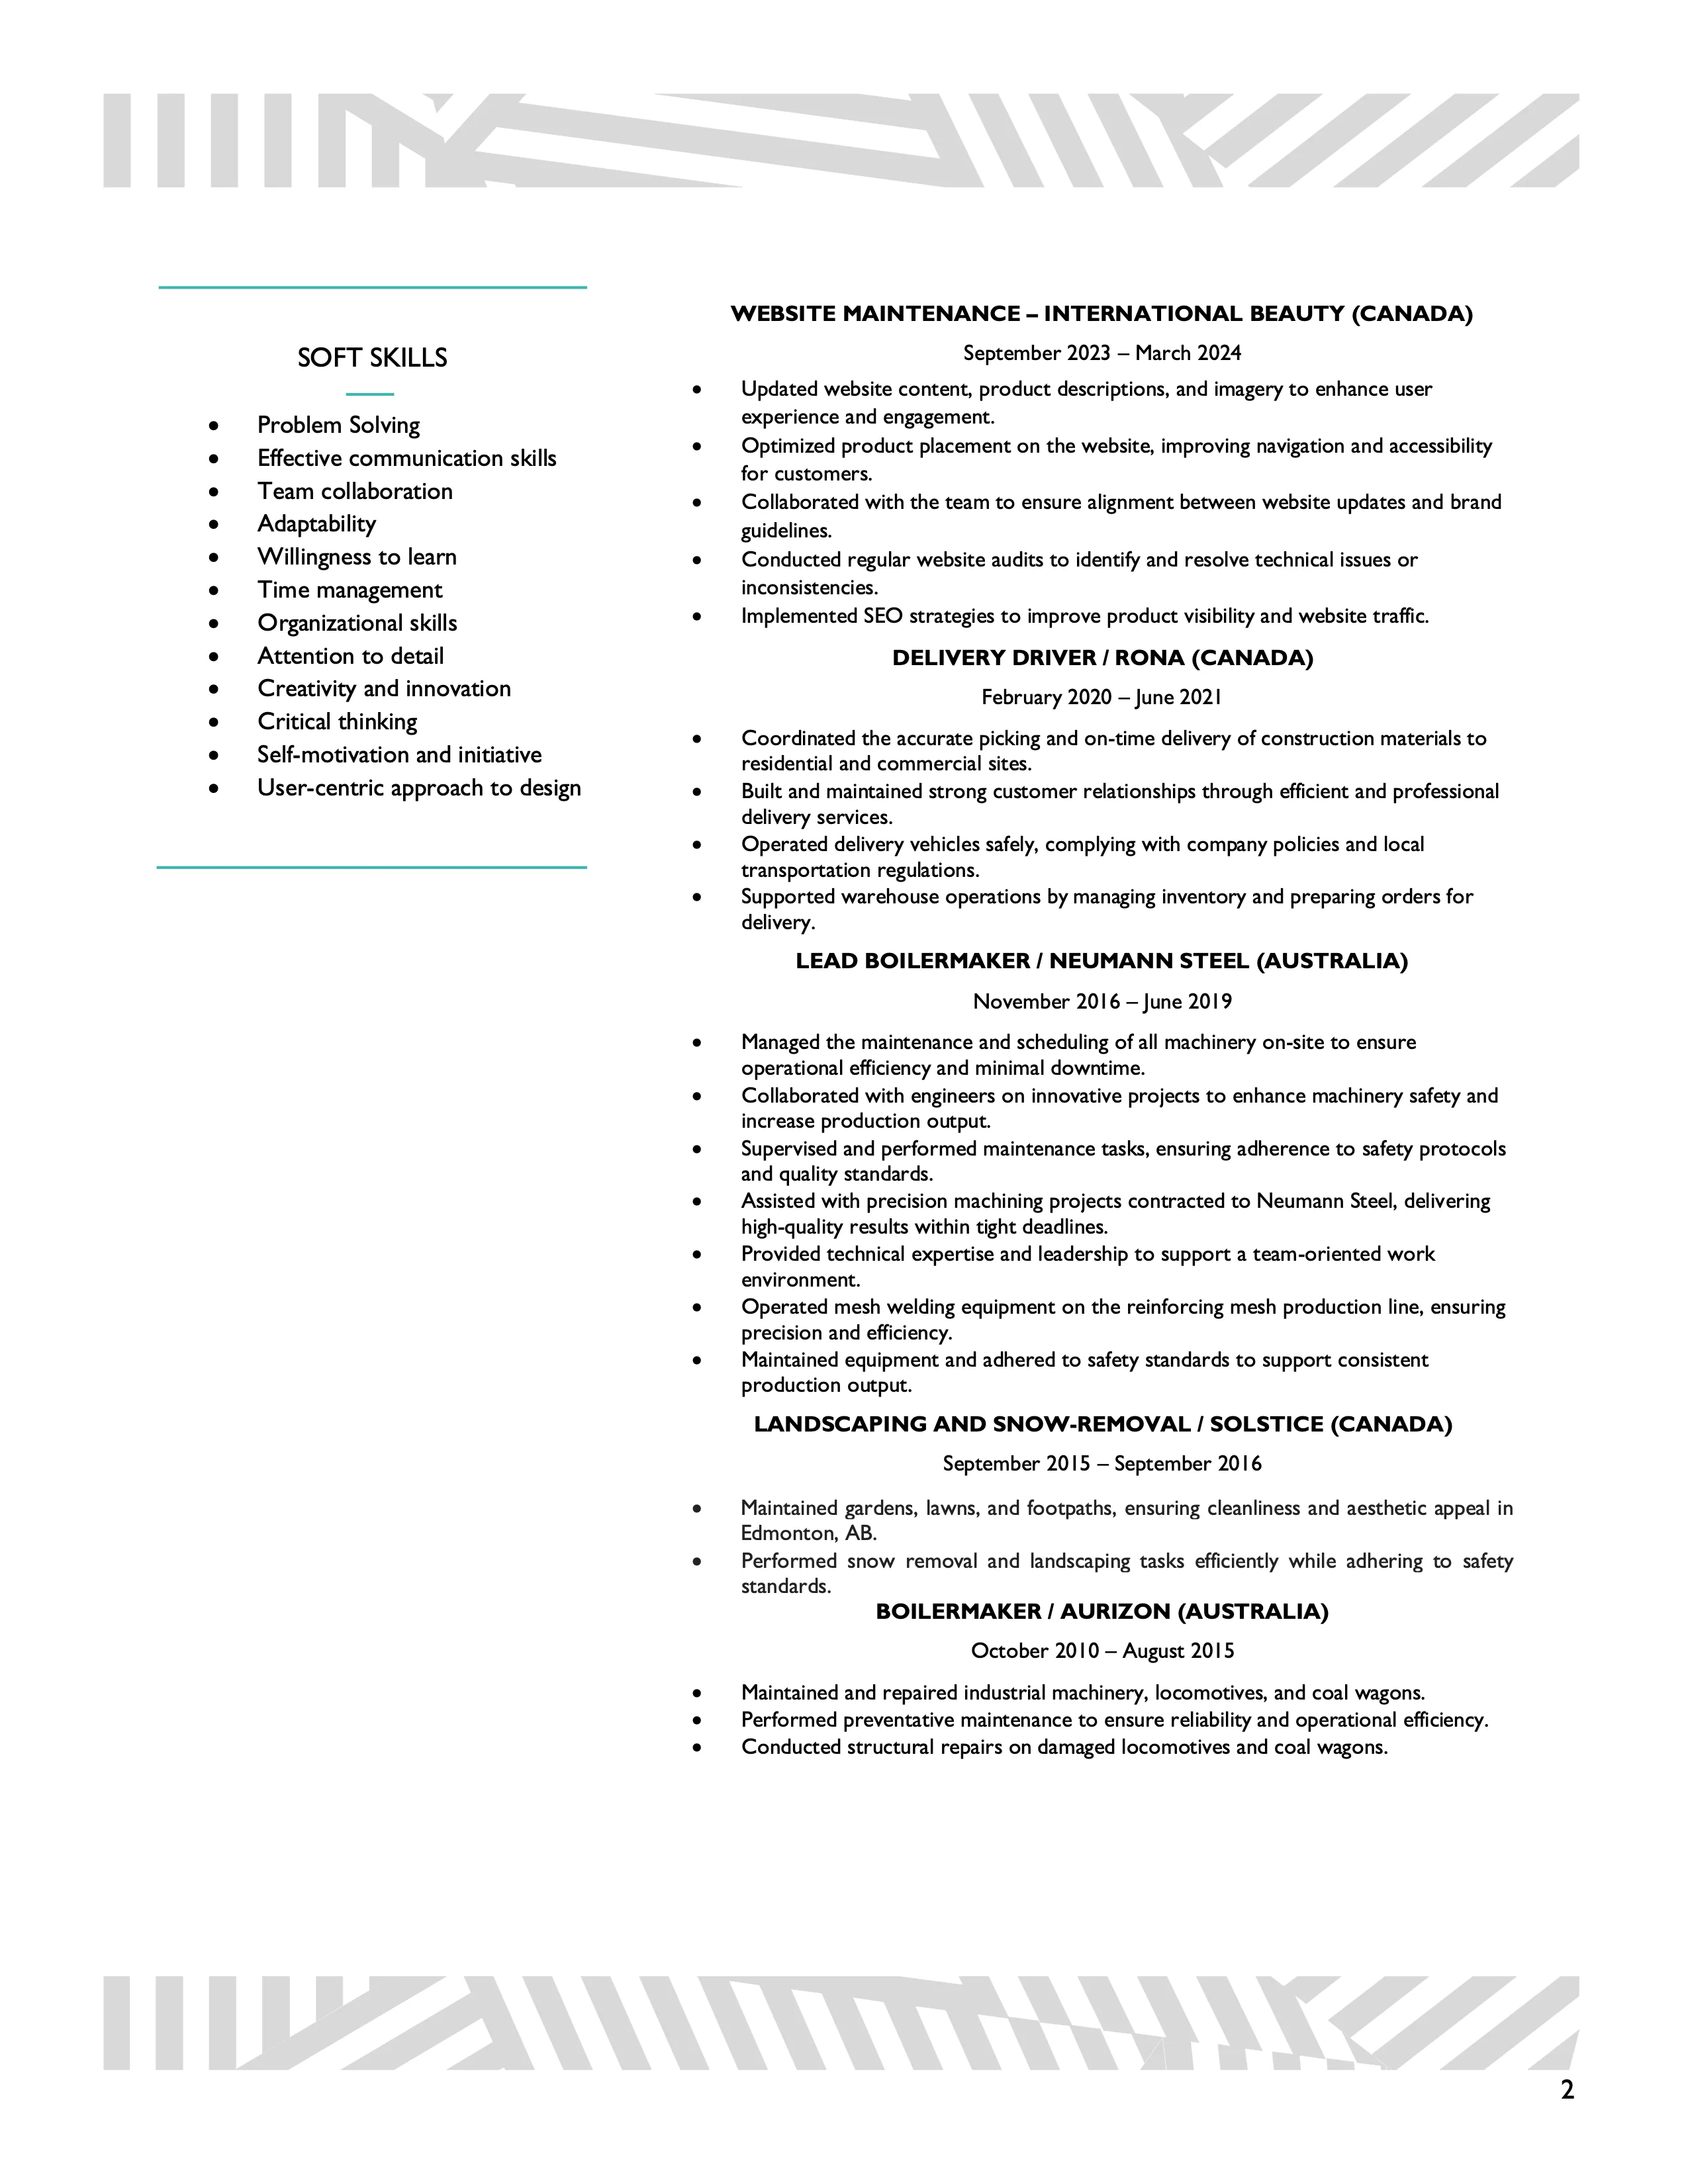 SOFT SKILLS
• Problem Solving
• Effective communication skills
• Team collaboration
• Adaptability
• Willingness to learn
• Time management
• Organizational skills
• Attention to detail
• Creativity and innovation
• Critical thinking
• Self-motivation and initiative
• User-centric approach to design
WEBSITE MAINTENANCE – INTERNATIONAL BEAUTY (CANADA)
September 2023 – March 2024
• Updated website content, product descriptions, and imagery to enhance user
experience and engagement.
• Optimized product placement on the website, improving navigation and accessibility
for customers.
• Collaborated with the team to ensure alignment between website updates and brand
guidelines.
• Conducted regular website audits to identify and resolve technical issues or
inconsistencies.
• Implemented SEO strategies to improve product visibility and website traffic.
DELIVERY DRIVER / RONA (CANADA)
February 2020 – June 2021
• Coordinated the accurate picking and on-time delivery of construction materials to
residential and commercial sites.
• Built and maintained strong customer relationships through efficient and professional
delivery services.
• Operated delivery vehicles safely, complying with company policies and local
transportation regulations.
• Supported warehouse operations by managing inventory and preparing orders for
delivery.
LEAD BOILERMAKER / NEUMANN STEEL (AUSTRALIA)
November 2016 – June 2019
• Managed the maintenance and scheduling of all machinery on-site to ensure
operational efficiency and minimal downtime.
• Collaborated with engineers on innovative projects to enhance machinery safety and
increase production output.
• Supervised and performed maintenance tasks, ensuring adherence to safety protocols
and quality standards.
• Assisted with precision machining projects contracted to Neumann Steel, delivering
high-quality results within tight deadlines.
• Provided technical expertise and leadership to support a team-oriented work
environment.
• Operated mesh welding equipment on the reinforcing mesh production line, ensuring
precision and efficiency.
• Maintained equipment and adhered to safety standards to support consistent
production output.
LANDSCAPING AND SNOW-REMOVAL / SOLSTICE (CANADA)
September 2015 – September 2016
• Maintained gardens, lawns, and footpaths, ensuring cleanliness and aesthetic appeal in
Edmonton, AB.
• Performed snow removal and landscaping tasks efficiently while adhering to safety
standards.
BOILERMAKER / AURIZON (AUSTRALIA)
October 2010 – August 2015
• Maintained and repaired industrial machinery, locomotives, and coal wagons.
• Performed preventative maintenance to ensure reliability and operational efficiency.
• Conducted structural repairs on damaged locomotives and coal wagons.
2